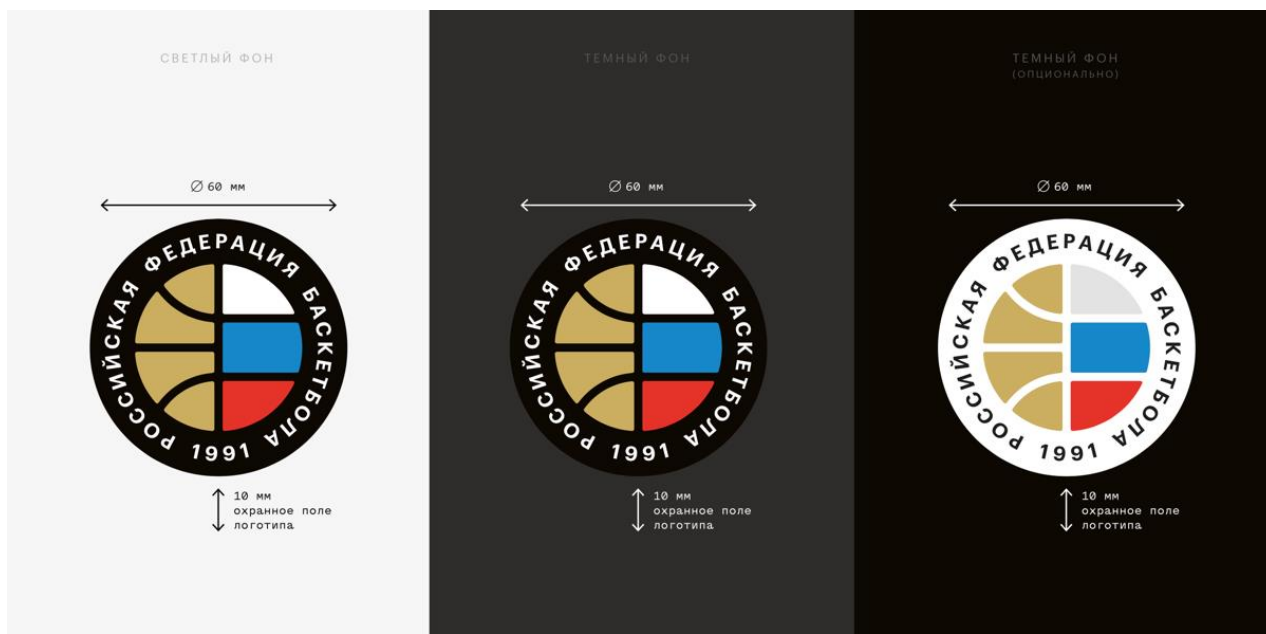 СВЕТЛЫЙ ФОН
Ø 60 мм
РОССИЙСКАЯ ФЕДЕРАЦИЯ БАСКЕТБОЛА
1991
10 мм
охранное поле
логотипа
ТЕМНЫЙ ФОН
Ø 60 мм
РОССИЙСКАЯ ФЕДЕРАЦИЯ БАСКЕТБОЛА
1991
10 мм
охранное поле
логотипа
ТЕМНЫЙ ФОН
(ОПЦИОНАЛЬНО)
Ø 60 мм
РОССИЙСКАЯ ФЕДЕРАЦИЯ БАСКЕТБОЛА
1991
10 мм
охранное поле
логотипа